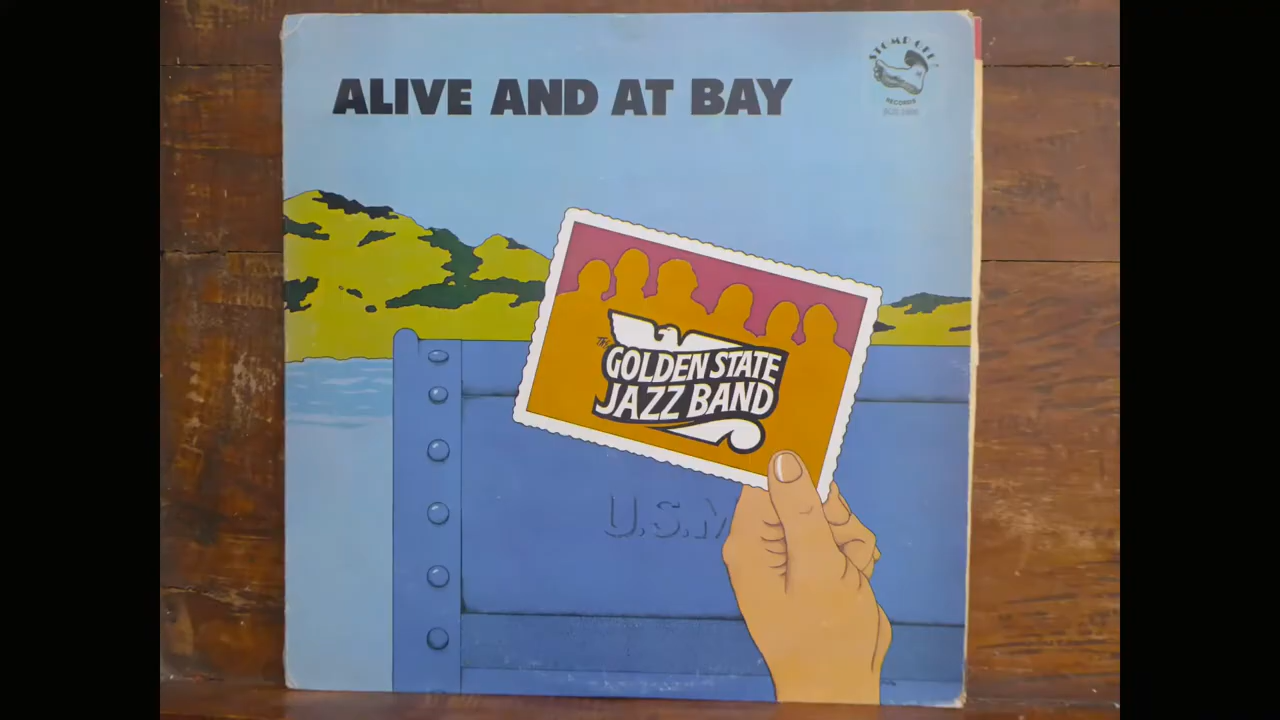 ALIVE AND AT BAY
STOMP OFF
RECORDS
The
GOLDEN STATE
JAZZ BAND
U.S.M